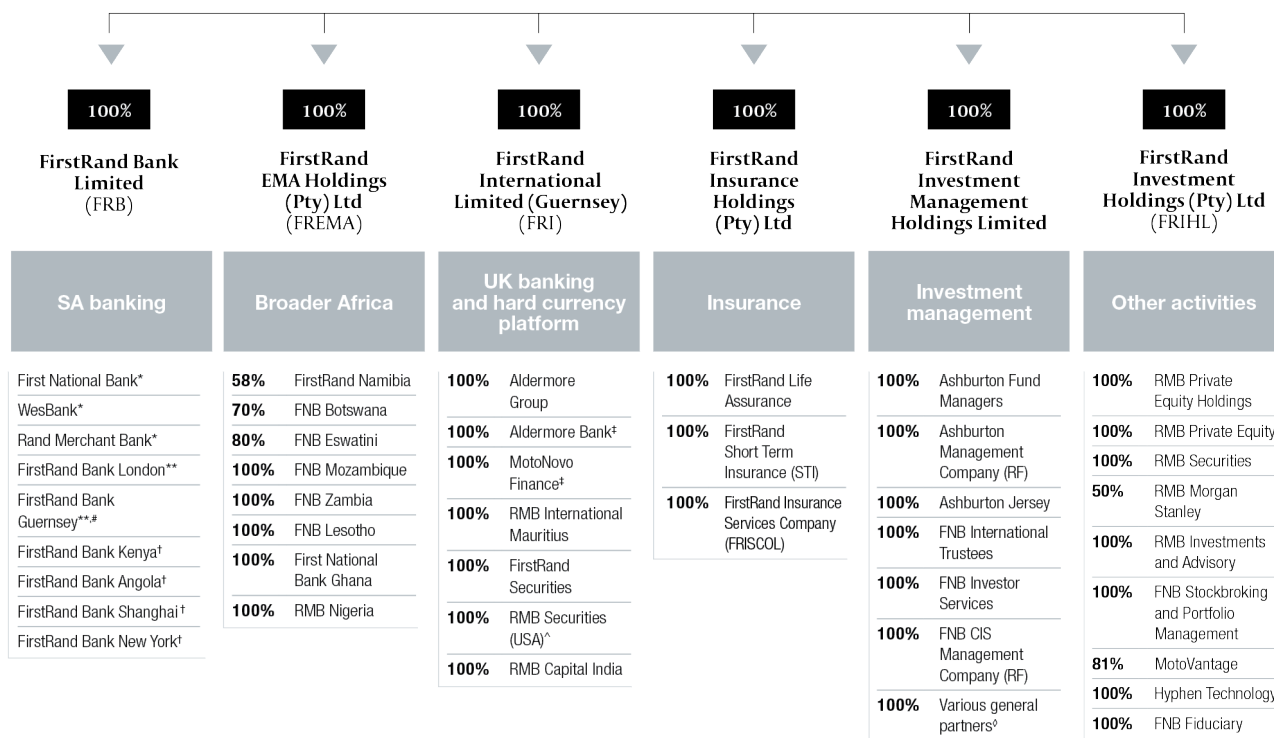 100%
FirstRand Bank
Limited
(FRB)
SA banking
First National Bank*
WesBank*
Rand Merchant Bank*
FirstRand Bank London**
FirstRand Bank
Guernsey**,#
FirstRand Bank Kenya†
FirstRand Bank Angola†
FirstRand Bank Shanghai†
FirstRand Bank New York†
100%
FirstRand
EMA Holdings
(Pty) Ltd
(FREMA)
Broader Africa
58% FirstRand Namibia
70% FNB Botswana
80% FNB Eswatini
100% FNB Mozambique
100% FNB Zambia
100% FNB Lesotho
100% First National
Bank Ghana
100% RMB Nigeria
100%
FirstRand
International
Limited (Guernsey)
(FRI)
UK banking
and hard currency
platform
100% Aldermore
Group
100% Aldermore Bank‡
100% MotoNovo
Finance‡
100% RMB International
Mauritius
100% FirstRand
Securities
100% RMB Securities
(USA)^
100% RMB Capital India
100%
FirstRand
Insurance
Holdings
(Pty) Ltd
Insurance
100% FirstRand Life
Assurance
100% FirstRand
Short Term
Insurance (STI)
100% FirstRand Insurance
Services Company
(FRISCOL)
100%
FirstRand
Investment
Management
Holdings Limited
Investment
management
100% Ashburton Fund
Managers
100% Ashburton
Management
Company (RF)
100% Ashburton Jersey
100% FNB International
Trustees
100% FNB Investor
Services
100% FNB CIS
Management
Company (RF)
100% Various general
partners◊
100%
FirstRand
Investment
Holdings (Pty) Ltd
(FRIHL)
Other activities
100% RMB Private
Equity Holdings
100% RMB Private Equity
100% RMB Securities
50% RMB Morgan
Stanley
100% RMB Investments
and Advisory
100% FNB Stockbroking
and Portfolio
Management
81% MotoVantage
100% Hyphen Technology
100% FNB Fiduciary